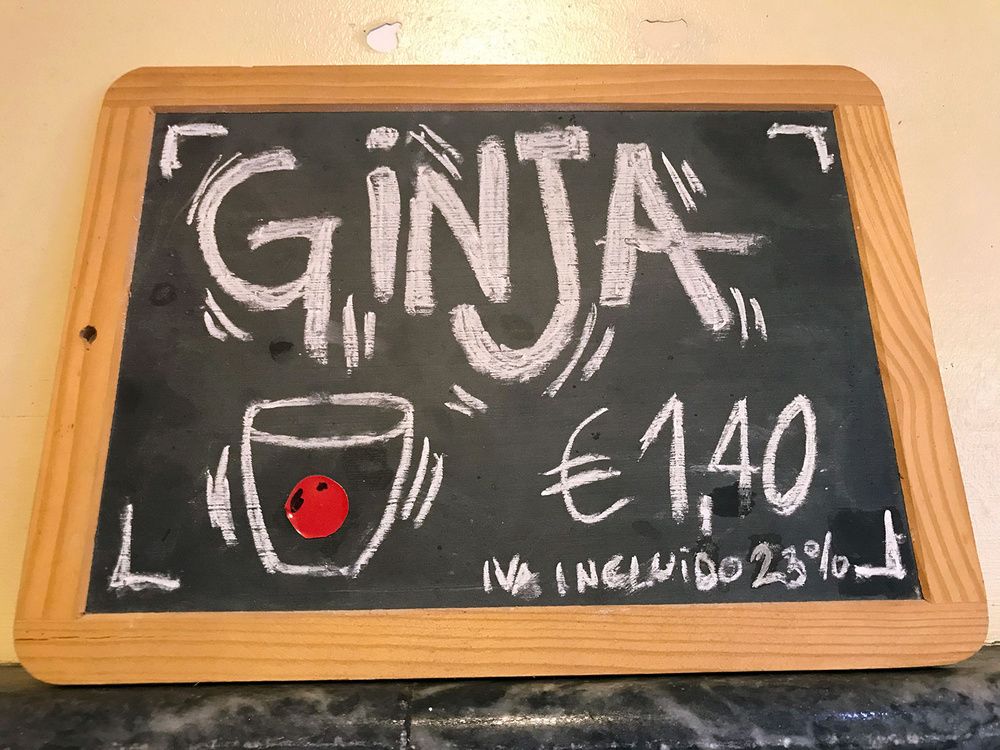 GiNJA
€ 1,40
IVA INCLUiDO 23%